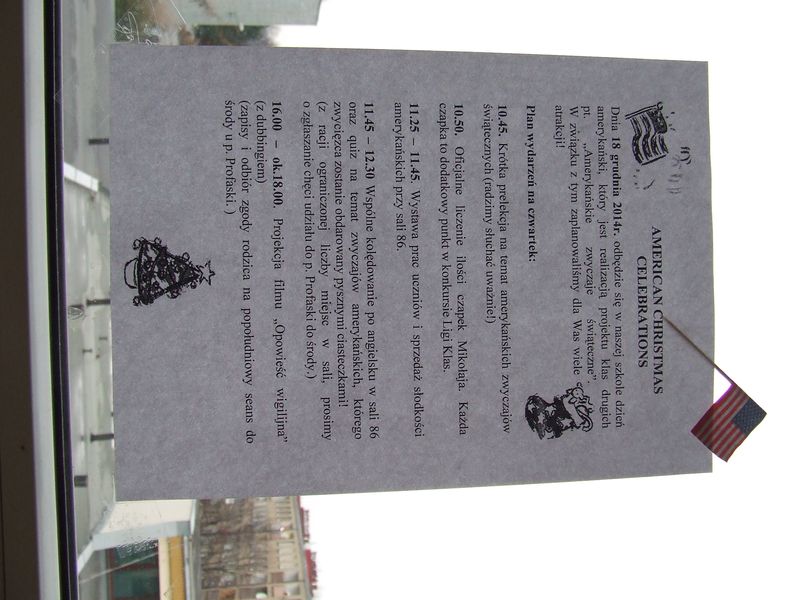 AMERICAN CHRISTMAS
CELEBRATIONS
Dnia 18 grudnia 2014r. odbędzie się w naszej szkole dzień
amerykański, który jest realizacją projektu klas drugich
pt. „Amerykańskie zwyczaje świąteczne”.
W związku z tym zaplanowaliśmy dla Was wiele
atrakcji!
Plan wydarzeń na czwartek:
10.45. Krótka prelekcja na temat amerykańskich zwyczajów
świątecznych (radzimy słuchać uważnie!)
10.50. Oficjalne liczenie ilości czapek Mikołaja. Każda
czapka to dodatkowy punkt w konkursie Ligi Klas.
11.25 – 11.45. Wystawa prac uczniów i sprzedaż słodkości
amerykańskich przy sali 86.
11.45 – 12.30 Wspólne kolędowanie po angielsku w sali 86
oraz quiz na temat zwyczajów amerykańskich, którego
zwycięzca zostanie obdarowany pysznymi ciasteczkami!
(z racji ograniczonej liczby miejsc w sali, prosimy
o zgłaszanie chęci udziału do p. Profaski do środy.)
16.00 – ok.18.00. Projekcja filmu „Opowieść wigilijna”
(z dubbingiem)
(zapisy i odbiór zgody rodzica na popołudniowy seans do
środy u p. Profaski. )